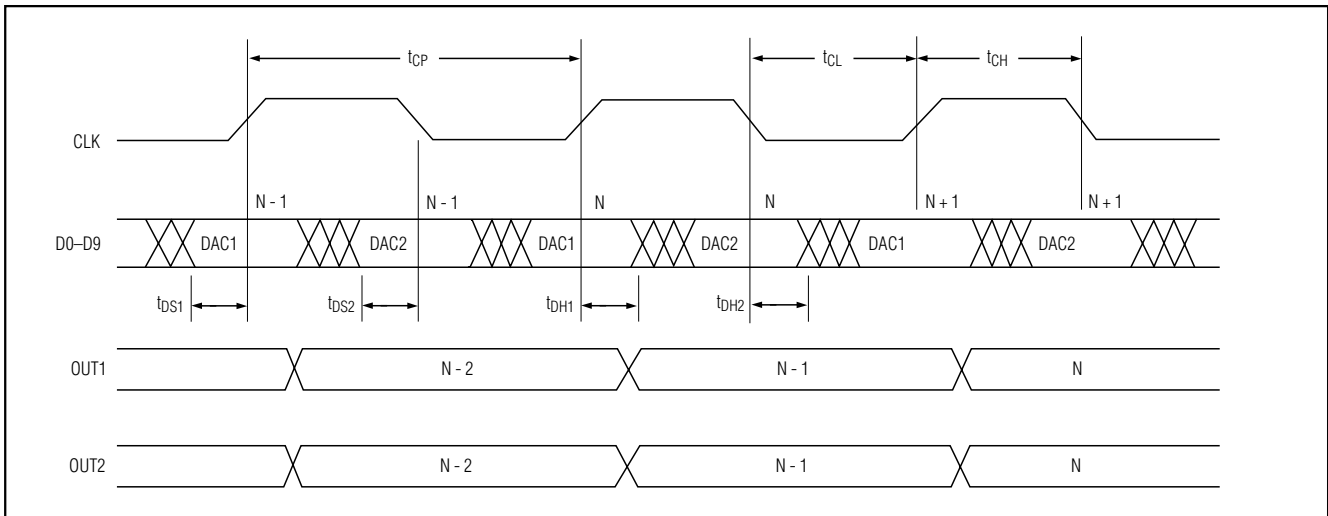 tCP tCL tCH
CLK
N - 1 N - 1 N N N + 1 N + 1
D0–D9 DAC1 DAC2 DAC1 DAC2 DAC1 DAC2
tDS1 tDS2 tDH1 tDH2
OUT1 N - 2 N - 1 N
OUT2 N - 2 N - 1 N